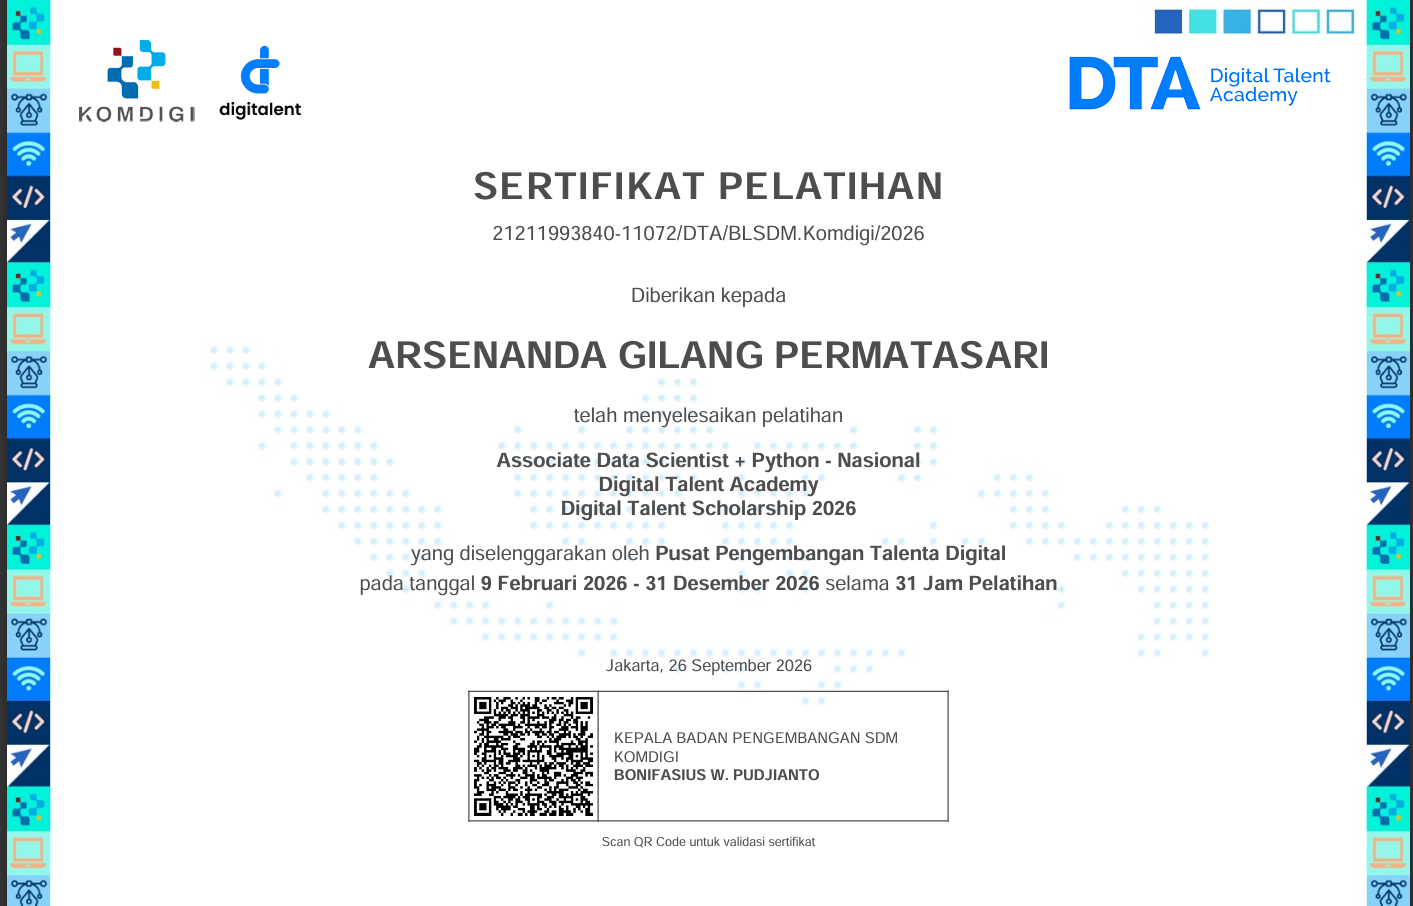 KOMDIGI
digitalent
DTA Digital Talent
Academy
SERTIFIKAT PELATIHAN
21211993840-11072/DTA/BLSDM.Komdigi/2026
Diberikan kepada
ARSENANDA GILANG PERMATASARI
telah menyelesaikan pelatihan
Associate Data Scientist + Python - Nasional
Digital Talent Academy
Digital Talent Scholarship 2026
yang diselenggarakan oleh Pusat Pengembangan Talenta Digital
pada tanggal 9 Februari 2026 - 31 Desember 2026 selama 31 Jam Pelatihan
Jakarta, 26 September 2026
KEPALA BADAN PENGEMBANGAN SDM
KOMDIGI
BONIFASIUS W. PUDJIANTO
Scan QR Code untuk validasi sertifikat